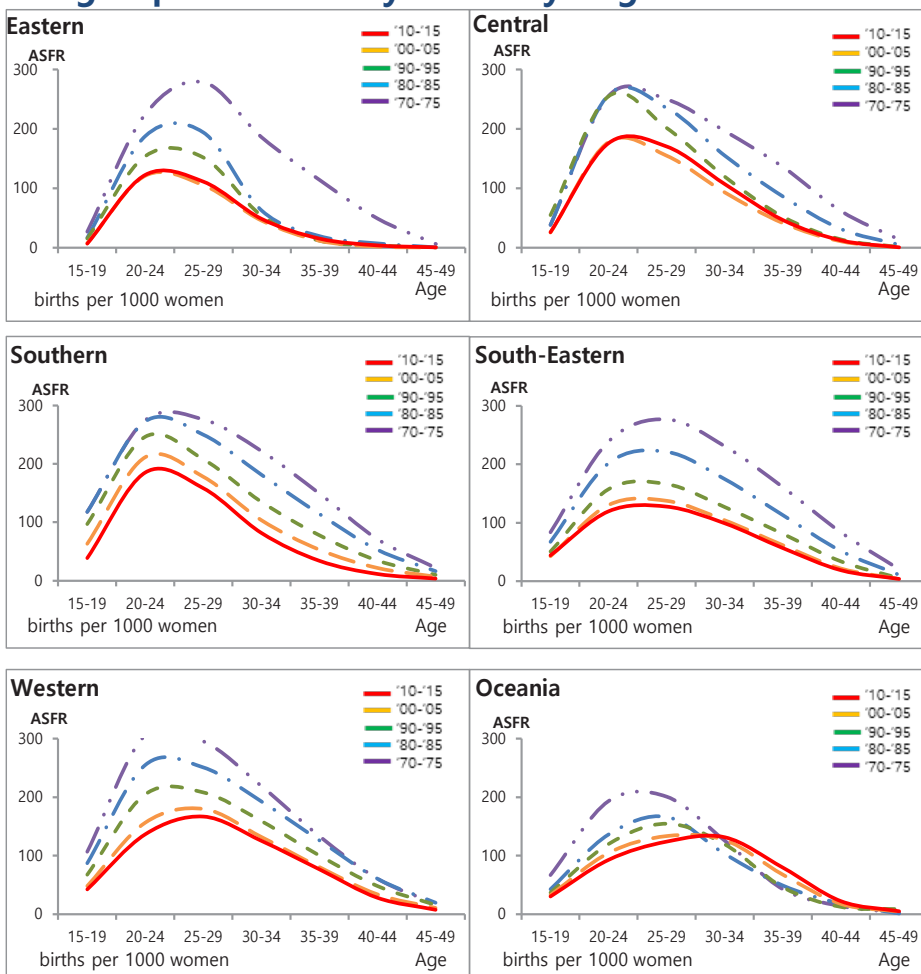 Eastern
ASFR
'10-'15
'00-'05
'90-'95
'80-'85
'70-'75
300
200
100
0
15-19 20-24 25-29 30-34 35-39 40-44 45-49
births per 1000 women
Age
Central
ASFR
'10-'15
'00-'05
'90-'95
'80-'85
'70-'75
300
200
100
0
15-19 20-24 25-29 30-34 35-39 40-44 45-49
births per 1000 women
Age
Southern
ASFR
'10-'15
'00-'05
'90-'95
'80-'85
'70-'75
300
200
100
0
15-19 20-24 25-29 30-34 35-39 40-44 45-49
births per 1000 women
Age
South-Eastern
ASFR
'10-'15
'00-'05
'90-'95
'80-'85
'70-'75
300
200
100
0
15-19 20-24 25-29 30-34 35-39 40-44 45-49
births per 1000 women
Age
Western
ASFR
'10-'15
'00-'05
'90-'95
'80-'85
'70-'75
300
200
100
0
15-19 20-24 25-29 30-34 35-39 40-44 45-49
births per 1000 women
Age
Oceania
ASFR
'10-'15
'00-'05
'90-'95
'80-'85
'70-'75
300
200
100
0
15-19 20-24 25-29 30-34 35-39 40-44 45-49
births per 1000 women
Age